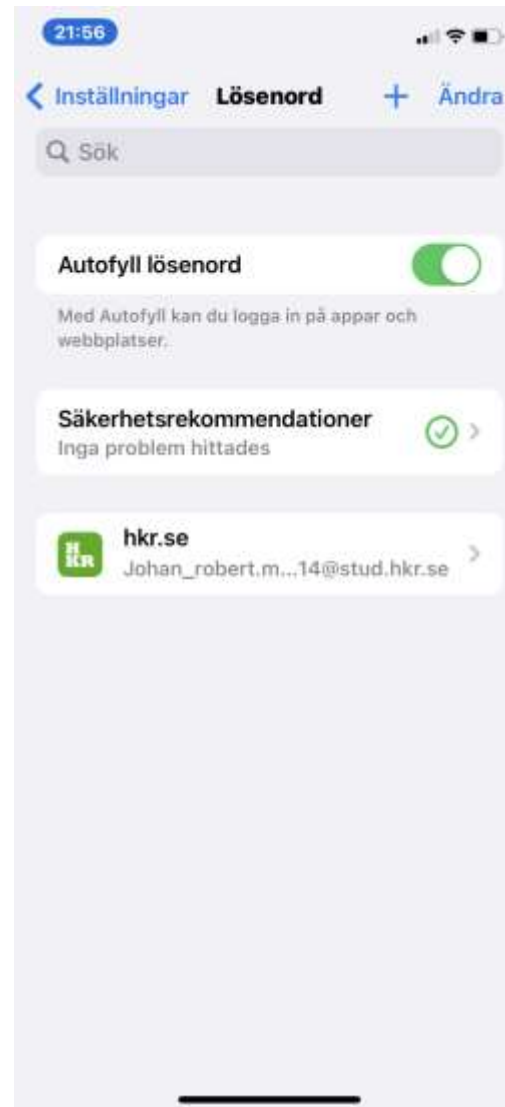 21:56
Inställningar Lösenord + Ändra
Sök
Autofyll lösenord
Med Autofyll kan du logga in på appar och
webbplatser.
Säkerhetsrekommendationer
Inga problem hittades
HKR
hkr.se
Johan_robert.m...14@stud.hkr.se